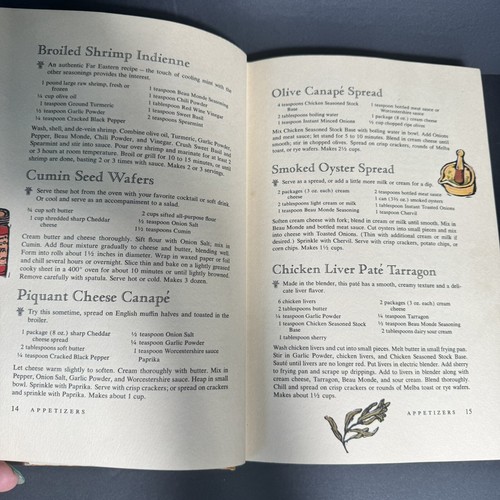 Broiled Shrimp Indienne
An authentic Far Eastern recipe - the touch of cooling mint with the
other seasonings provides the interest.
1 pound large raw shrimp, fresh or
frozen
¼ cup olive oil
1 teaspoon Ground Turmeric
1 teaspoon Garlic Powder
¼ teaspoon Cracked Black Pepper
1 teaspoon Beau Monde Seasoning
1 teaspoon Chili Powder
1 tablespoon Red Wine Vinegar
1 teaspoon Sweet Basil
2 teaspoons Spearmint
Wash, shell, and de-vein shrimp. Combine olive oil, Turmeric, Garlic Powder,
Pepper, Beau Monde, Chili Powder, and Vinegar. Crush Sweet Basil and
Spearmint and stir into sauce. Pour over shrimp and marinate for at least 2
or 3 hours at room temperature. Broil or grill for 10 to 15 minutes, or until
shrimp are done, basting 2 or 3 times with sauce. Makes 2 or 3 servings.
Cumin Seed Wafers
Serve these hot from the oven with your favorite cocktail or soft drink.
Or cool and serve as an accompaniment to a salad.
¾ cup soft butter
1 cup shredded sharp Cheddar
cheese
2 cups sifted all-purpose flour
½ teaspoon Onion Salt
1½ teaspoons Cumin
Cream butter and cheese thoroughly. Sift flour with Onion Salt, mix in
Cumin. Add flour mixture gradually to cheese and butter, blending well.
Form into rolls about 1½ inches in diameter. Wrap in waxed paper or foil
and chill several hours or overnight. Slice thin and bake on a lightly greased
cooky sheet in a 400° oven for about 10 minutes or until lightly browned.
Remove carefully with spatula. Serve hot or cold. Makes 3 dozen.
Piquant Cheese Canapé
Try this sometime, spread on English muffin halves and toasted in the
broiler.
1 package (8 oz.) sharp Cheddar
cheese spread
2 tablespoons soft butter
¼ teaspoon Cracked Black Pepper
½ teaspoon Onion Salt
¼ teaspoon Garlic Powder
1 teaspoon Worcestershire sauce
Paprika
Let cheese warm slightly to soften. Cream thoroughly with butter. Mix in
Pepper, Onion Salt, Garlic Powder, and Worcestershire sauce. Heap in small
bowl. Sprinkle with Paprika. Serve with crisp crackers; or spread on crackers
and sprinkle with Paprika. Makes about 1 cup.
14 APPETIZERS
Olive Canapé Spread
4 teaspoons Chicken Seasoned Stock
Base
2 tablespoons boiling water
1 teaspoon Instant Minced Onion
1 teaspoon bottled meat sauce or
Worcestershire sauce
1 package (8 oz.) cream cheese
½ cup chopped ripe olives
Mix Chicken Seasoned Stock Base with boiling water in bowl. Add Onion
and meat sauce; let stand for 5 to 10 minutes. Blend in cream cheese until
smooth; stir in chopped olives. Spread on crisp crackers, rounds of Melba
toast, or rye wafers. Makes 2½ cups.
Smoked Oyster Spread
Serve as a spread, or add a little more milk or cream for a dip.
2 packages (3 oz. each) cream
cheese
2 tablespoons light cream or milk
1 teaspoon Beau Monde Seasoning
1 teaspoon bottled meat sauce
1 can (3⅔ oz.) smoked oysters
2 tablespoons Instant Toasted Onions
1 teaspoon Chervil
Soften cream cheese with fork; blend in cream or milk until smooth. Mix in
Beau Monde and bottled meat sauce. Cut oysters into small pieces and mix
into cheese with Toasted Onions. (Thin with additional cream or milk if
desired.) Sprinkle with Chervil. Serve with crisp crackers, potato chips, or
corn chips. Makes 1½ cups.
Chicken Liver Paté Tarragon
Made in the blender, this has a smooth, creamy texture and a deli-
cate liver flavor.
6 chicken livers
2 tablespoons butter
⅛ teaspoon Garlic Powder
1 teaspoon Chicken Seasoned Stock
Base
1 tablespoon sherry
2 packages (3 oz. each) cream
cheese
¼ teaspoon Tarragon
½ teaspoon Beau Monde Seasoning
2 tablespoons dairy sour cream
Wash chicken livers and cut into small pieces. Melt butter in small frying pan.
Stir in Garlic Powder, chicken livers, and Chicken Seasoned Stock Base.
Sauté until livers are no longer red. Put livers in electric blender. Add sherry
to frying pan and scrape up drippings. Add to livers in blender along with
cream cheese, Tarragon, Beau Monde, and sour cream. Blend thoroughly.
Chill and spread on crisp crackers or rounds of Melba toast or rye wafers.
Makes about 1½ cups.
APPETIZERS 15